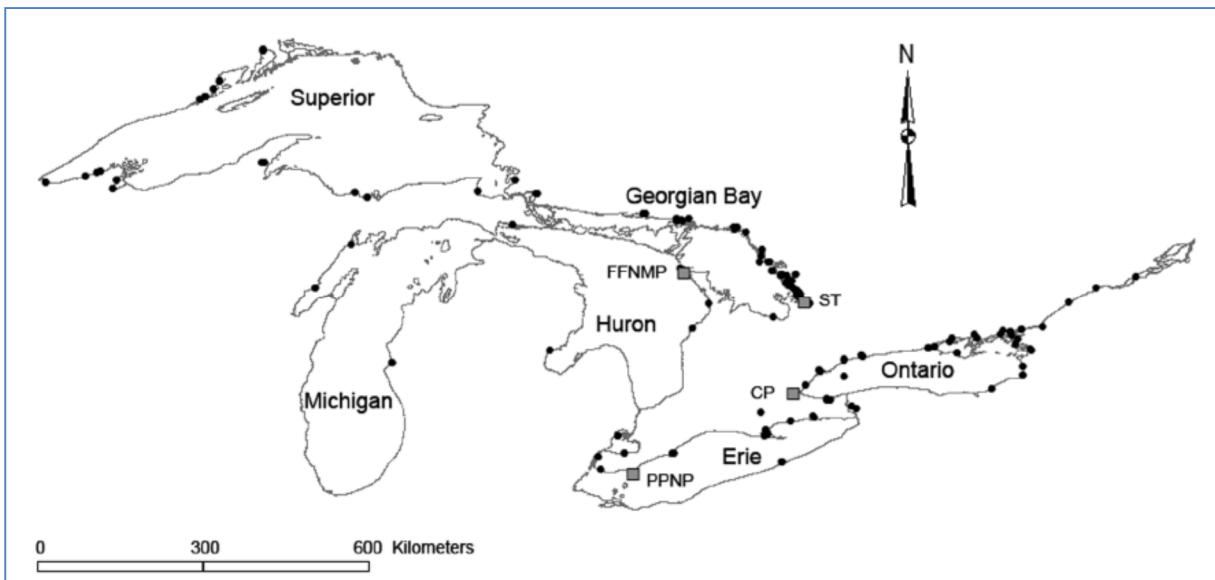 N
Superior
Georgian Bay
FFNMP
ST
Huron
Ontario
CP
Michigan
Erie
PPNP
0 300 600 Kilometers